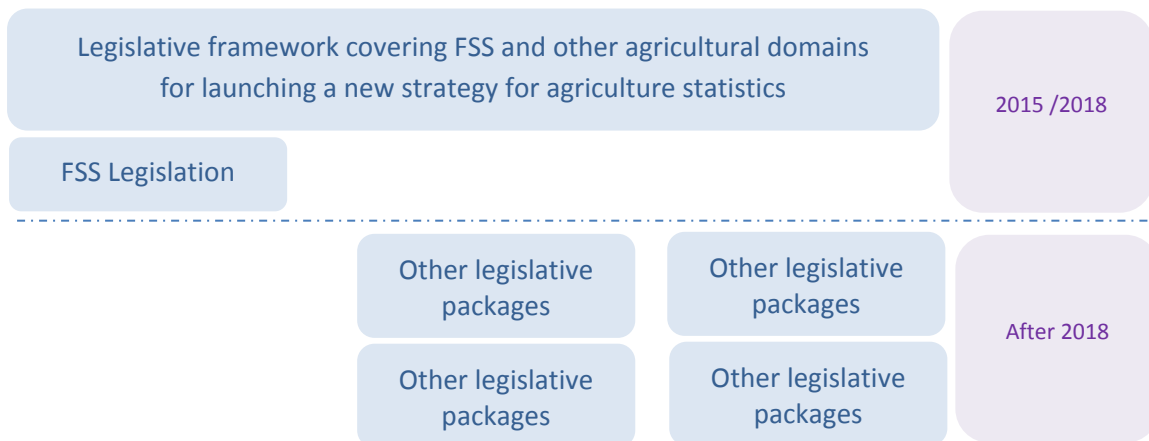 Legislative framework covering FSS and other agricultural domains
for launching a new strategy for agriculture statistics
2015 /2018
FSS Legislation
Other legislative
packages
Other legislative
packages
After 2018
Other legislative
packages
Other legislative
packages